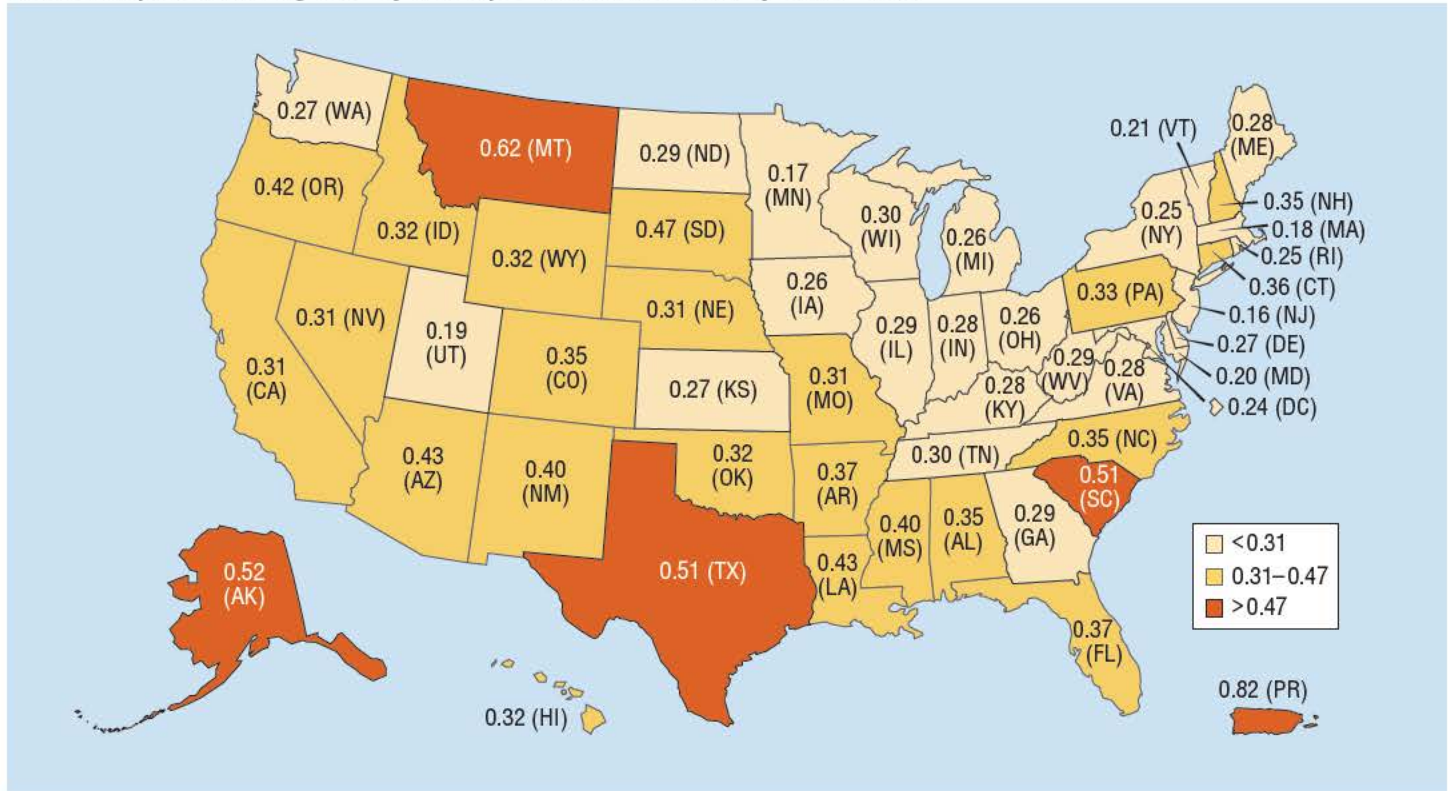 0.27 (WA)
0.62 (MT)
0.29 (ND)
0.17
(MN)
0.21 (VT)
0.28
(ME)
0.42 (OR)
0.32 (ID)
0.32 (WY)
0.47 (SD)
0.30
(WI)
0.26
(MI)
0.25
(NY)
0.35 (NH)
0.18 (MA)
0.25 (RI)
0.36 (CT)
0.16 (NJ)
0.27 (DE)
0.20 (MD)
0.24 (DC)
0.31 (NV)
0.19
(UT)
0.31 (NE)
0.26
(IA)
0.33 (PA)
0.31
(CA)
0.35
(CO)
0.27 (KS)
0.31
(MO)
0.29
(IL)
0.28
(IN)
0.26
(OH)
0.29
(WV)
0.28
(VA)
0.28
(KY)
0.43
(AZ)
0.40
(NM)
0.32
(OK)
0.37
(AR)
0.30 (TN)
0.35 (NC)
0.51
(SC)
0.51 (TX)
0.43
(LA)
0.40
(MS)
0.35
(AL)
0.29
(GA)
0.52
(AK)
<0.31
0.31–0.47
>0.47
0.37
(FL)
0.32 (HI)
0.82 (PR)